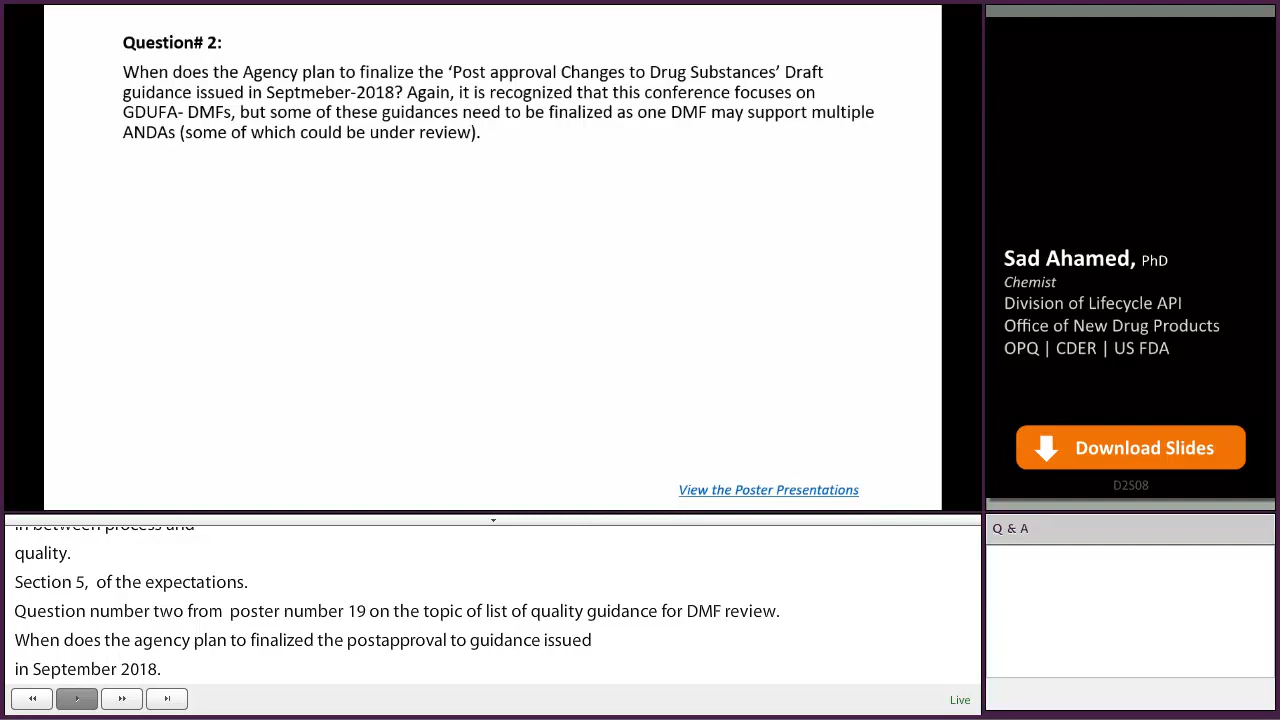 Question# 2:
When does the Agency plan to finalize the ‘Post approval Changes to Drug Substances’ Draft
guidance issued in Septmeber-2018? Again, it is recognized that this conference focuses on
GDUFA- DMFs, but some of these guidances need to be finalized as one DMF may support multiple
ANDAs (some of which could be under review).
View the Poster Presentations
Sad Ahamed, PhD
Chemist
Division of Lifecycle API
Office of New Drug Products
OPQ | CDER | US FDA
Download Slides
D2S08
in between process and
quality.
Section 5,  of the expectations.
Question number two from  poster number 19 on the topic of list of quality guidance for DMF review.
When does the agency plan to finalized the postapproval to guidance issued
in September 2018.
Live
Q & A